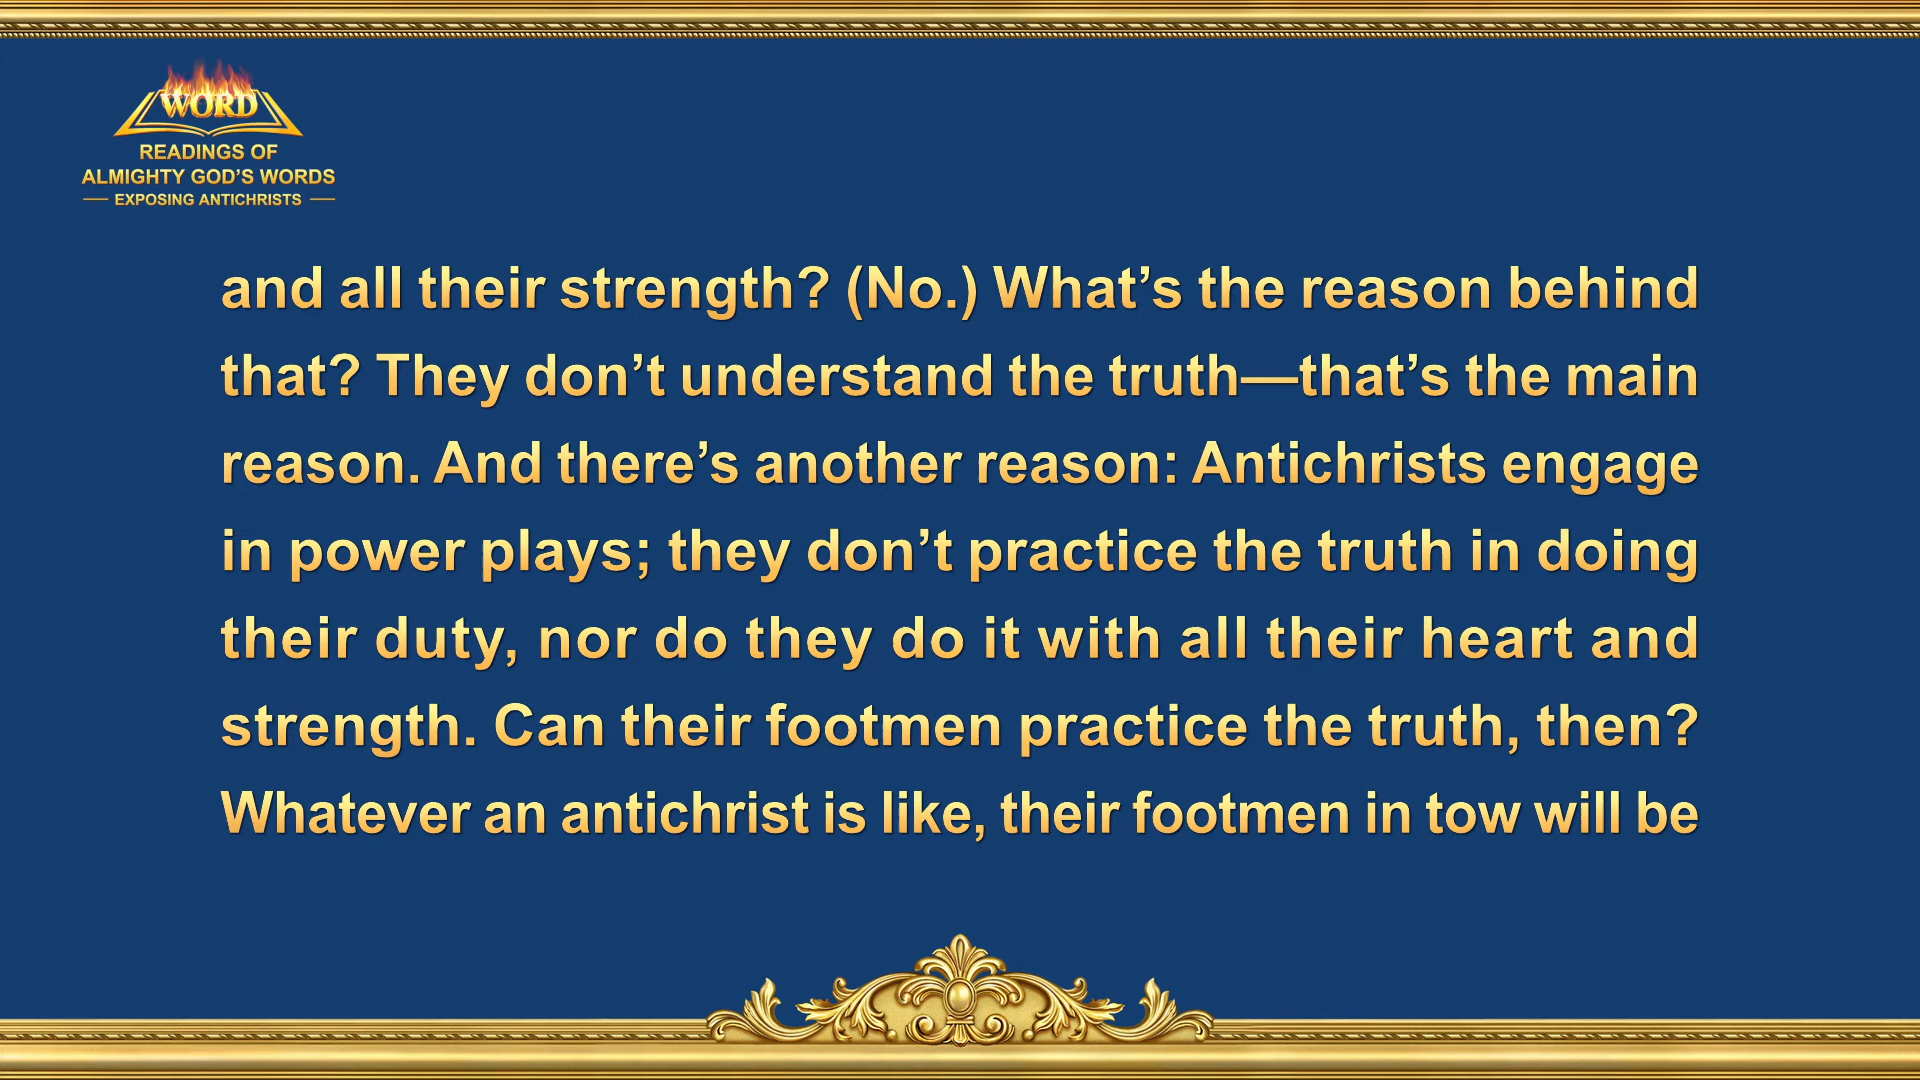 WORD
READINGS OF
ALMIGHTY GOD’S WORDS
EXPOSING ANTICHRISTS
and all their strength? (No.) What’s the reason behind
that? They don’t understand the truth—that’s the main
reason. And there’s another reason: Antichrists engage
in power plays; they don’t practice the truth in doing
their duty, nor do they do it with all their heart and
strength. Can their footmen practice the truth, then?
Whatever an antichrist is like, their footmen in tow will be